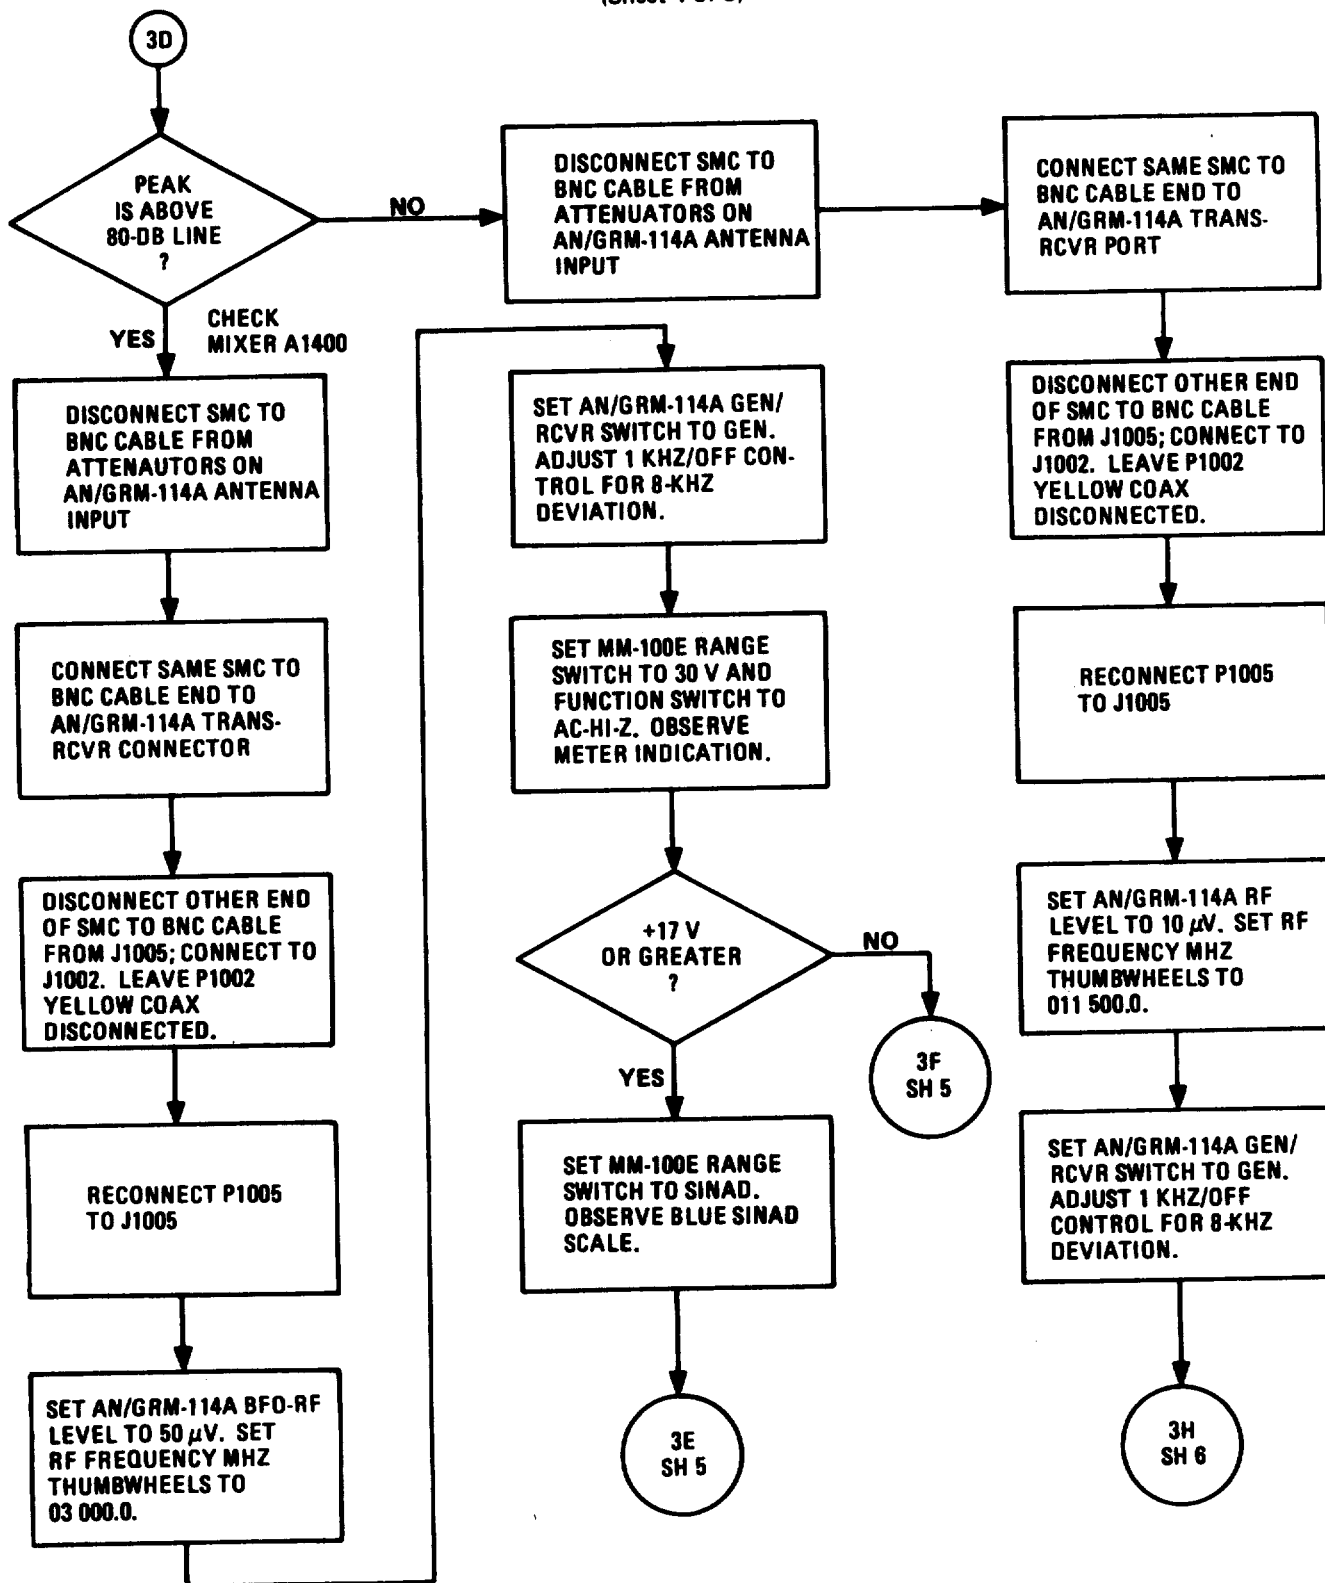 3D
PEAK
IS ABOVE
80-DB LINE
?
NO
YES
CHECK
MIXER A1400
DISCONNECT SMC TO
BNC CABLE FROM
ATTENAUTORS ON
AN/GRM-114A ANTENNA
INPUT
CONNECT SAME SMC TO
BNC CABLE END TO
AN/GRM-114A TRANS-
RCVR CONNECTOR
DISCONNECT OTHER END
OF SMC TO BNC CABLE
FROM J1005; CONNECT TO
J1002. LEAVE P1002
YELLOW COAX
DISCONNECTED.
RECONNECT P1005
TO J1005
SET AN/GRM-114A BFO-RF
LEVEL TO 50 µV. SET
RF FREQUENCY MHZ
THUMBWHEELS TO
03 000.0.
SET AN/GRM-114A GEN/
RCVR SWITCH TO GEN.
ADJUST 1 KHZ/OFF CON-
TROL FOR 8-KHZ
DEVIATION.
SET MM-100E RANGE
SWITCH TO 30 V AND
FUNCTION SWITCH TO
AC-HI-Z. OBSERVE
METER INDICATION.
+17 V
OR GREATER
?
NO
3F
SH 5
YES
SET MM-100E RANGE
SWITCH TO SINAD.
OBSERVE BLUE SINAD
SCALE.
3E
SH 5
DISCONNECT SMC TO
BNC CABLE FROM
ATTENUATORS ON
AN/GRM-114A ANTENNA
INPUT
CONNECT SAME SMC TO
BNC CABLE END TO
AN/GRM-114A TRANS-
RCVR PORT
DISCONNECT OTHER END
OF SMC TO BNC CABLE
FROM J1005; CONNECT TO
J1002. LEAVE P1002
YELLOW COAX
DISCONNECTED.
RECONNECT P1005
TO J1005
SET AN/GRM-114A RF
LEVEL TO 10 µV. SET RF
FREQUENCY MHZ
THUMBWHEELS TO
011 500.0.
SET AN/GRM-114A GEN/
RCVR SWITCH TO GEN.
ADJUST 1 KHZ/OFF
CONTROL FOR 8-KHZ
DEVIATION.
3H
SH 6